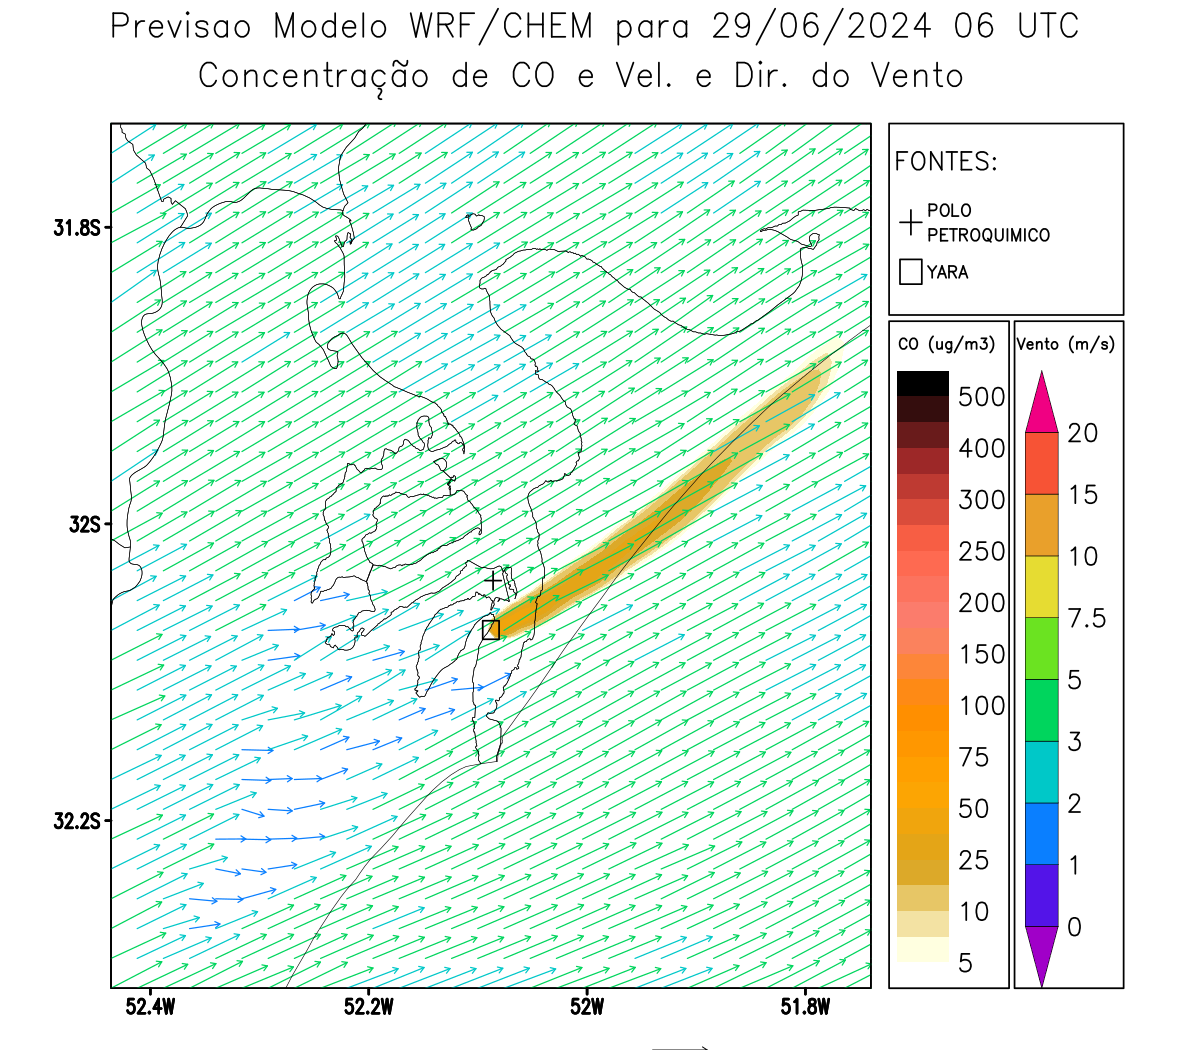 Previsao Modelo WRF/CHEM para 29/06/2024 06 UTC
Concentração de CO e Vel. e Dir. do Vento
FONTES:
POLO
PETROQUIMICO
YARA
CO (ug/m3)
500
400
300
250
200
150
100
75
50
25
10
5
Vento (m/s)
20
15
10
7.5
5
3
2
1
0
31.8S
32S
32.2S
52.4W
52.2W
52W
51.8W